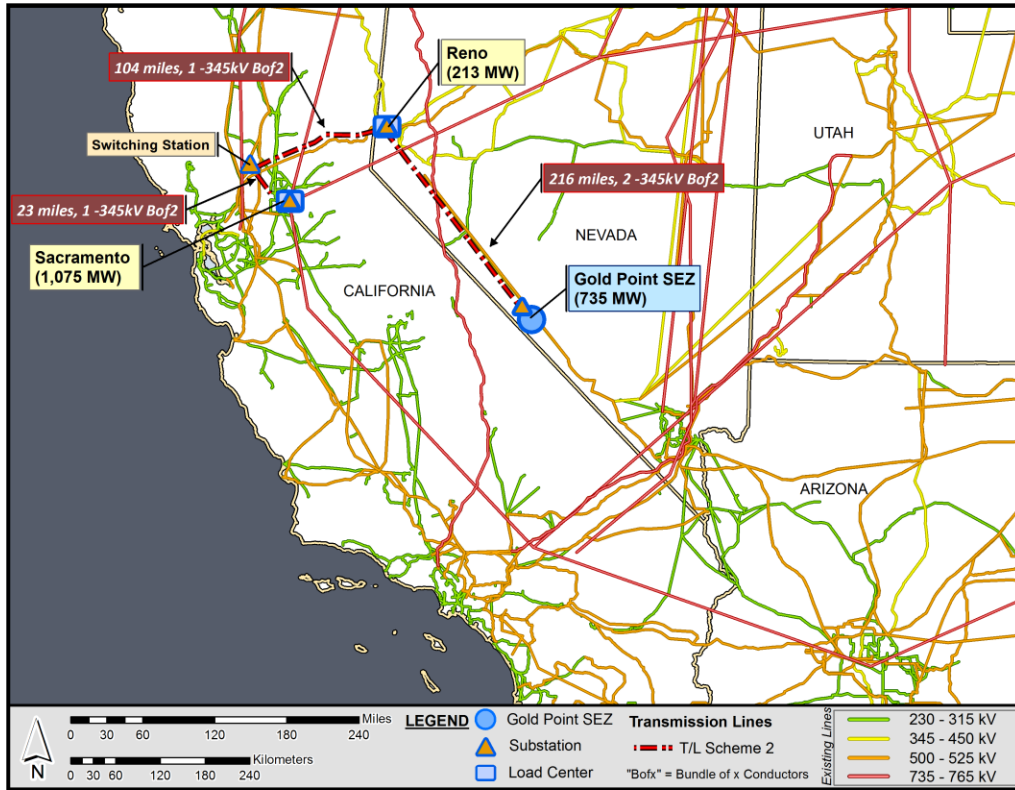 Reno
(213 MW)
104 miles, 1 -345kV Bof2
Switching Station
23 miles, 1 -345kV Bof2
Sacramento
(1,075 MW)
216 miles, 2 -345kV Bof2
Gold Point SEZ
(735 MW)
UTAH
NEVADA
CALIFORNIA
ARIZONA
N
Miles
0 30 60 120 180 240
Kilometers
0 30 60 120 180 240
LEGEND
Gold Point SEZ
Substation
Load Center
Transmission Lines
T/L Scheme 2
"Bofx" = Bundle of x Conductors
Existing Lines
230 - 315 kV
345 - 450 kV
500 - 525 kV
735 - 765 kV